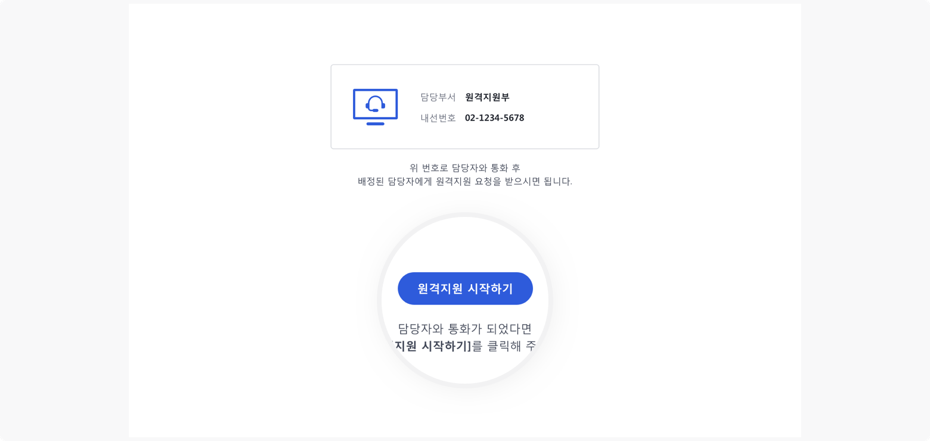 담당부서 원격지원부
내선번호 02-1234-5678
위 번호로 담당자와 통화 후
배정된 담당자에게 원격지원 요청을 받으시면 됩니다.
원격지원 시작하기
담당자와 통화가 되었다면
지원 시작하기]를 클릭해 주